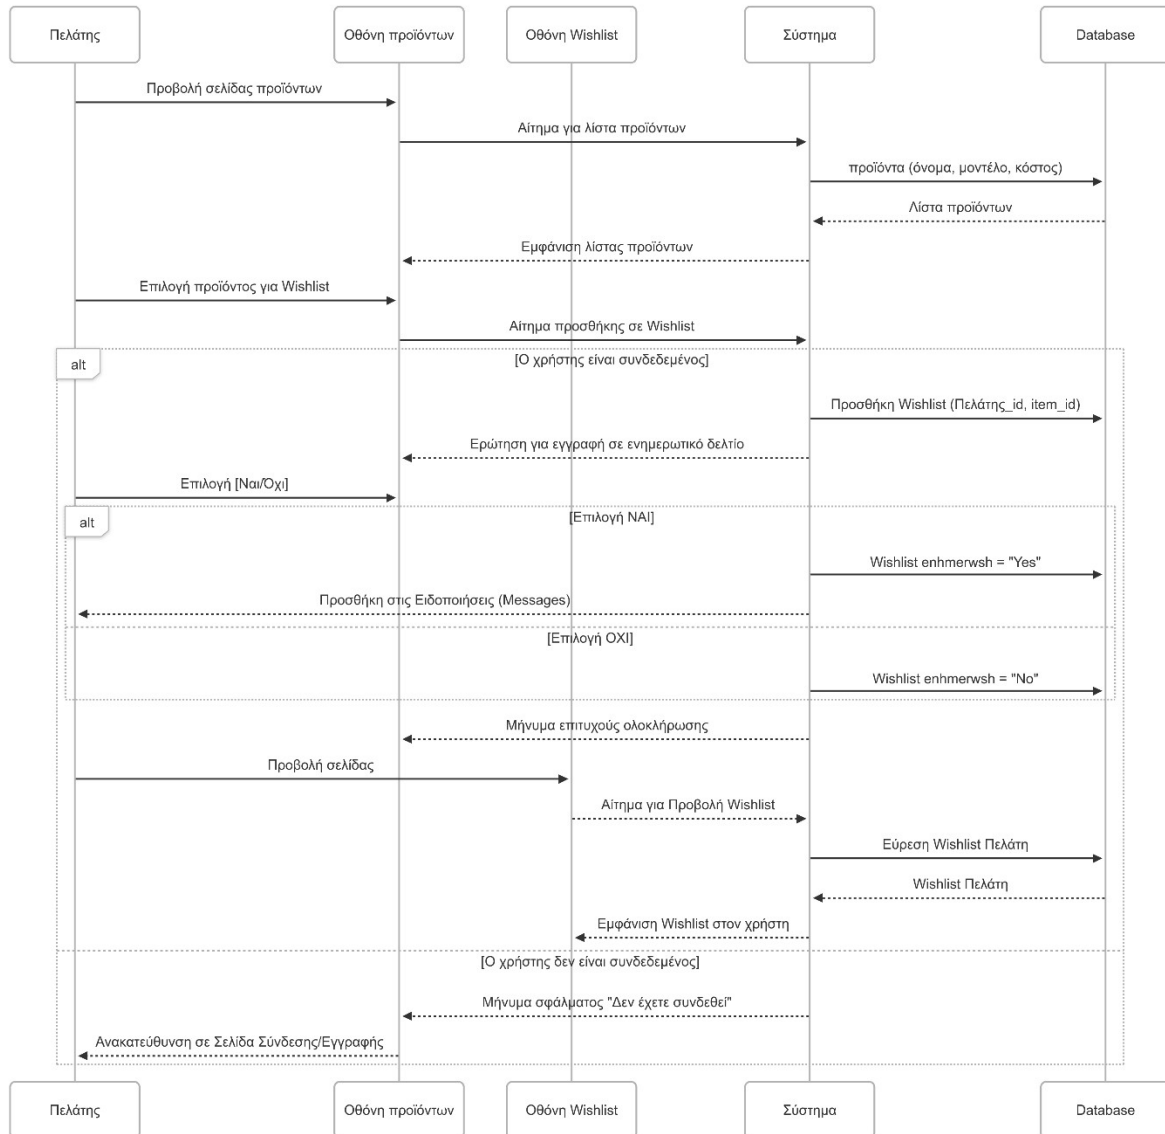 Πελάτης
Οθόνη προϊόντων
Οθόνη Wishlist
Σύστημα
Database
Προβολή σελίδας προϊόντων
Αίτημα για λίστα προϊόντων
προϊόντα (όνομα, μοντέλο, κόστος)
Λίστα προϊόντων
Εμφάνιση λίστας προϊόντων
Επιλογή προϊόντος για Wishlist
Αίτημα προσθήκης σε Wishlist
alt
[Ο χρήστης είναι συνδεδεμένος]
Προσθήκη Wishlist (Πελάτης_id, item_id)
Ερώτηση για εγγραφή σε ενημερωτικό δελτίο
Επιλογή [Ναι/Όχι]
alt
[Επιλογή ΝΑΙ]
Wishlist enhmerwsh = "Yes"
Προσθήκη στις Ειδοποιήσεις (Messages)
[Επιλογή ΟΧΙ]
Wishlist enhmerwsh = "No"
Μήνυμα επιτυχούς ολοκλήρωσης
Προβολή σελίδας
Αίτημα για Προβολή Wishlist
Εύρεση Wishlist Πελάτη
Wishlist Πελάτη
Εμφάνιση Wishlist στον χρήστη
[Ο χρήστης δεν είναι συνδεδεμένος]
Μήνυμα σφάλματος "Δεν έχετε συνδεθεί"
Ανακατεύθυνση σε Σελίδα Σύνδεσης/Εγγραφής
Πελάτης
Οθόνη προϊόντων
Οθόνη Wishlist
Σύστημα
Database